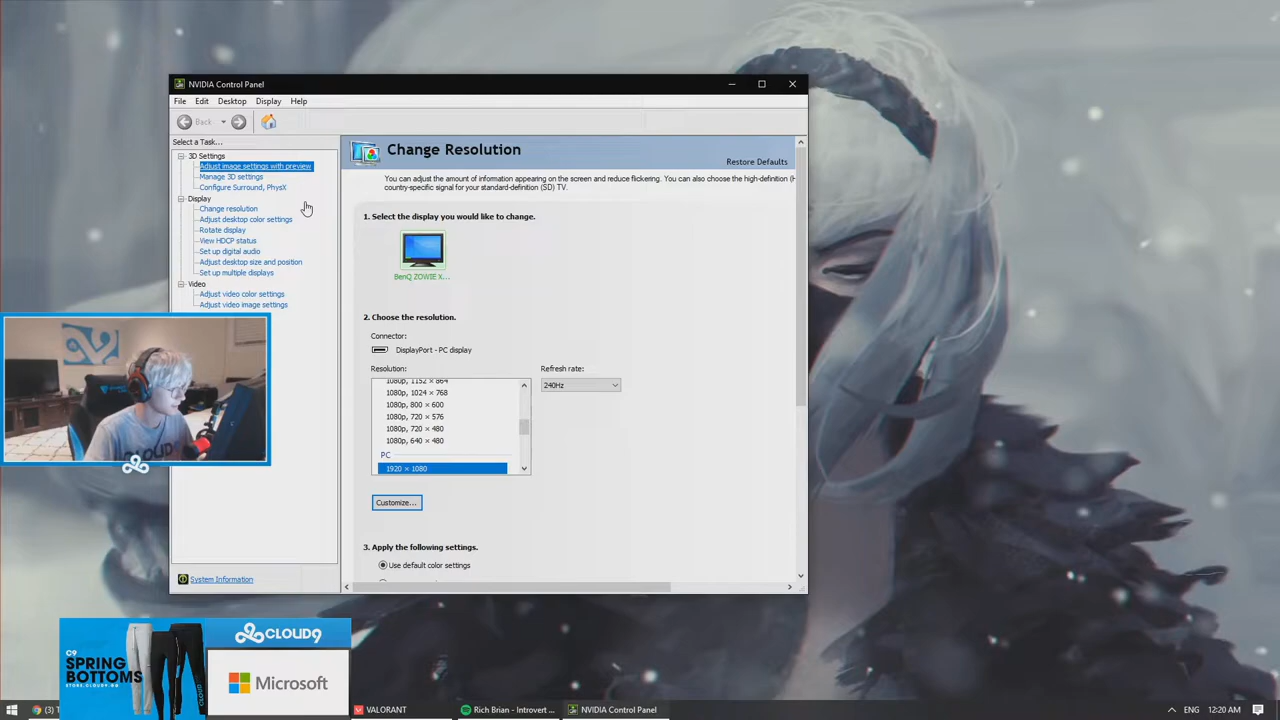 NVIDIA Control Panel
File Edit Desktop Display Help
Back
Select a Task...
3D Settings
Adjust image settings with preview
Manage 3D settings
Configure Surround, PhysX
Display
Change resolution
Adjust desktop color settings
Rotate display
View HDCP status
Set up digital audio
Adjust desktop size and position
Set up multiple displays
Video
Adjust video color settings
Adjust video image settings
System Information
Change Resolution
Restore Defaults
You can adjust the amount of information appearing on the screen and reduce flickering. You can also choose the high-definition (H
country-specific signal for your standard-definition (SD) TV.
1. Select the display you would like to change.
BenQ ZOWIE X...
2. Choose the resolution.
Connector:
DisplayPort - PC display
Resolution:
Refresh rate:
240Hz
1080p, 1152 × 864
1080p, 1024 × 768
1080p, 800 × 600
1080p, 720 × 576
1080p, 720 × 480
1080p, 640 × 480
PC
1920 × 1080
Customize...
3. Apply the following settings.
Use default color settings
CLOUD9
C9
SPRING
BOTTOMS
STORE.CLOUD9.GG
CLOUD9
Microsoft
(3) T
VALORANT
Rich Brian - Introvert ...
NVIDIA Control Panel
ENG
12:20 AM